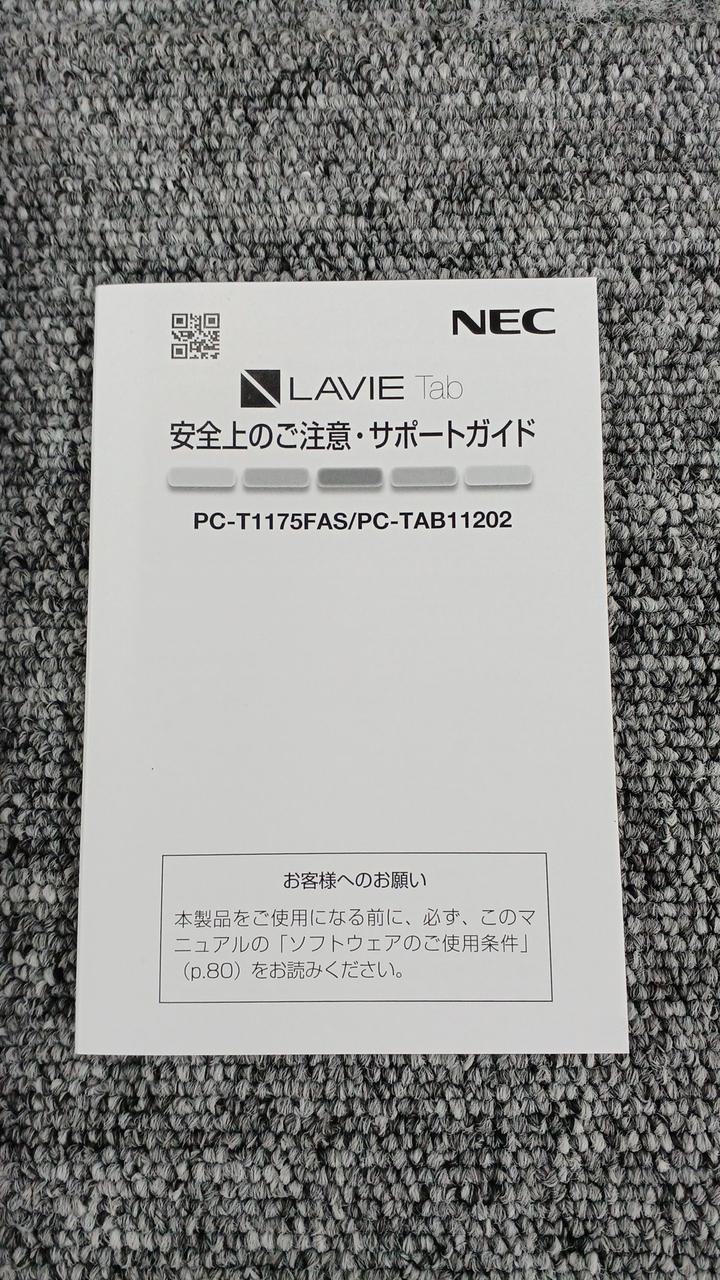 NEC
LAVIE Tab
安全上のご注意・サポートガイド
PC-T1175FAS/PC-TAB11202
お客様へのお願い
本製品をご使用になる前に、必ず、このマ
ニュアルの「ソフトウェアのご使用条件」
（p.80）をお読みください。